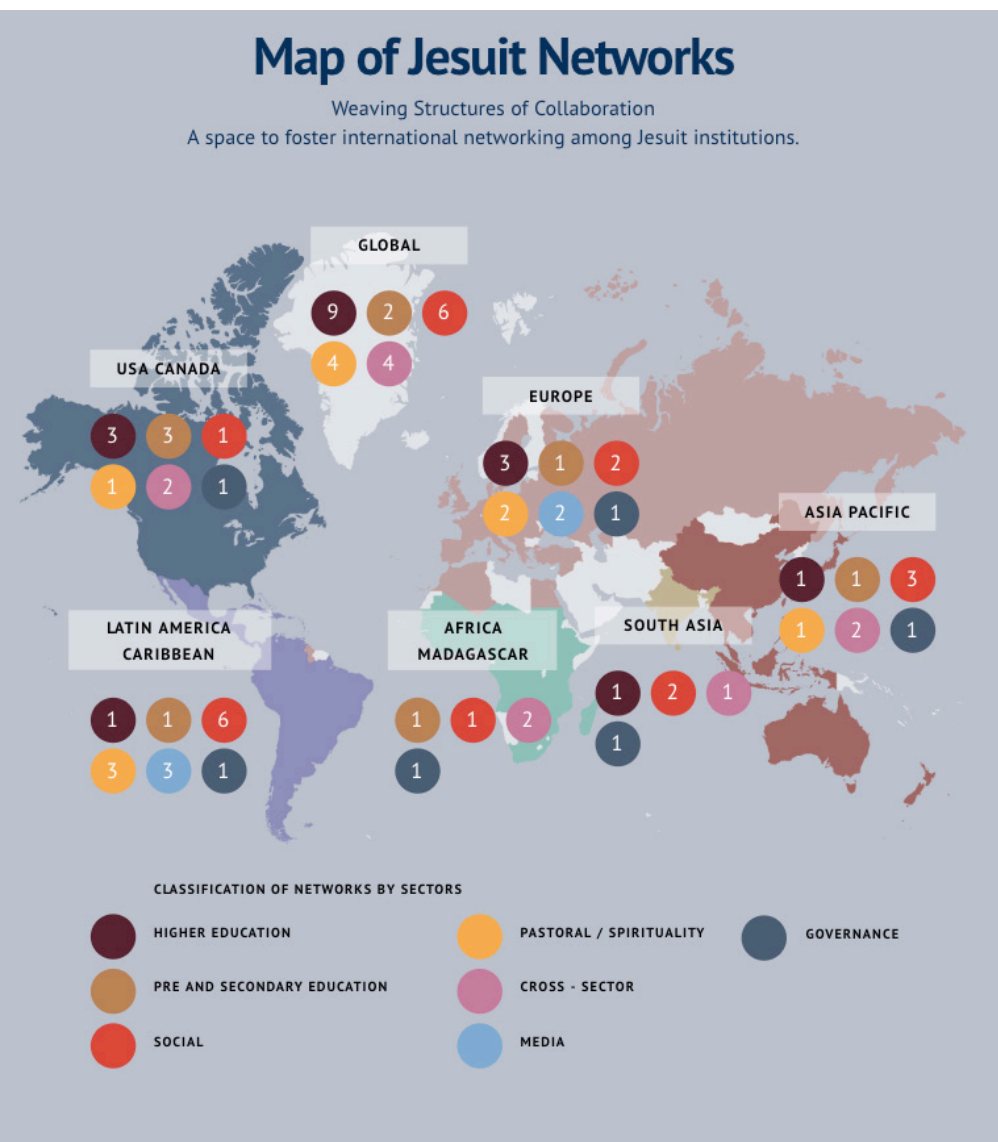 Map of Jesuit Networks
Weaving Structures of Collaboration
A space to foster international networking among Jesuit institutions.
GLOBAL
9 2 6
4 4
USA CANADA
3 3 1
1 2 1
EUROPE
3 1 2
2 2 1
ASIA PACIFIC
1 1 3
1 2 1
LATIN AMERICA
CARIBBEAN
1 1 6
3 3 1
AFRICA
MADAGASCAR
1 1 2
1
SOUTH ASIA
1 2 1
1
CLASSIFICATION OF NETWORKS BY SECTORS
HIGHER EDUCATION
PRE AND SECONDARY EDUCATION
SOCIAL
PASTORAL / SPIRITUALITY
CROSS - SECTOR
MEDIA
GOVERNANCE